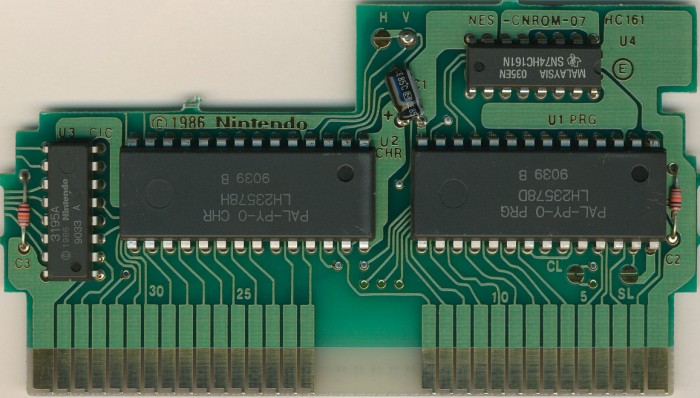 H V
NES-CNROM-07 HC161
U4
MALAYSIA 035EN
SN74HC161N
E
+
© 1986 Nintendo
U1 PRG
U3 CIC
U2
CHR
3195A
© 1986 Nintendo
9033 A
PAL-PY-0 CHR
LH23578H
9039 B
PAL-PY-0 PRG
LH23578D
9039 B
C3
C2
CL
SL
30
25
10
5